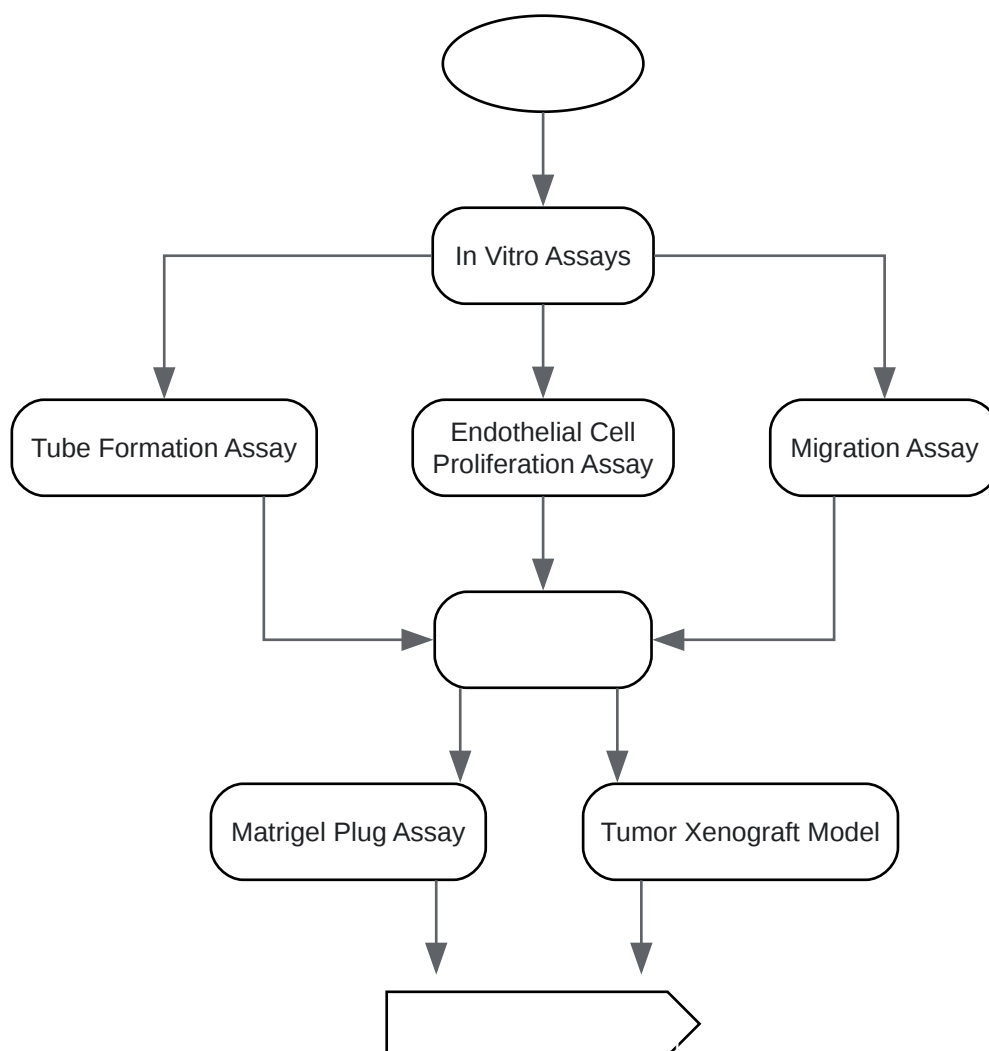 In Vitro Assays
Tube Formation Assay
Endothelial Cell
Proliferation Assay
Migration Assay
Matrigel Plug Assay
Tumor Xenograft Model